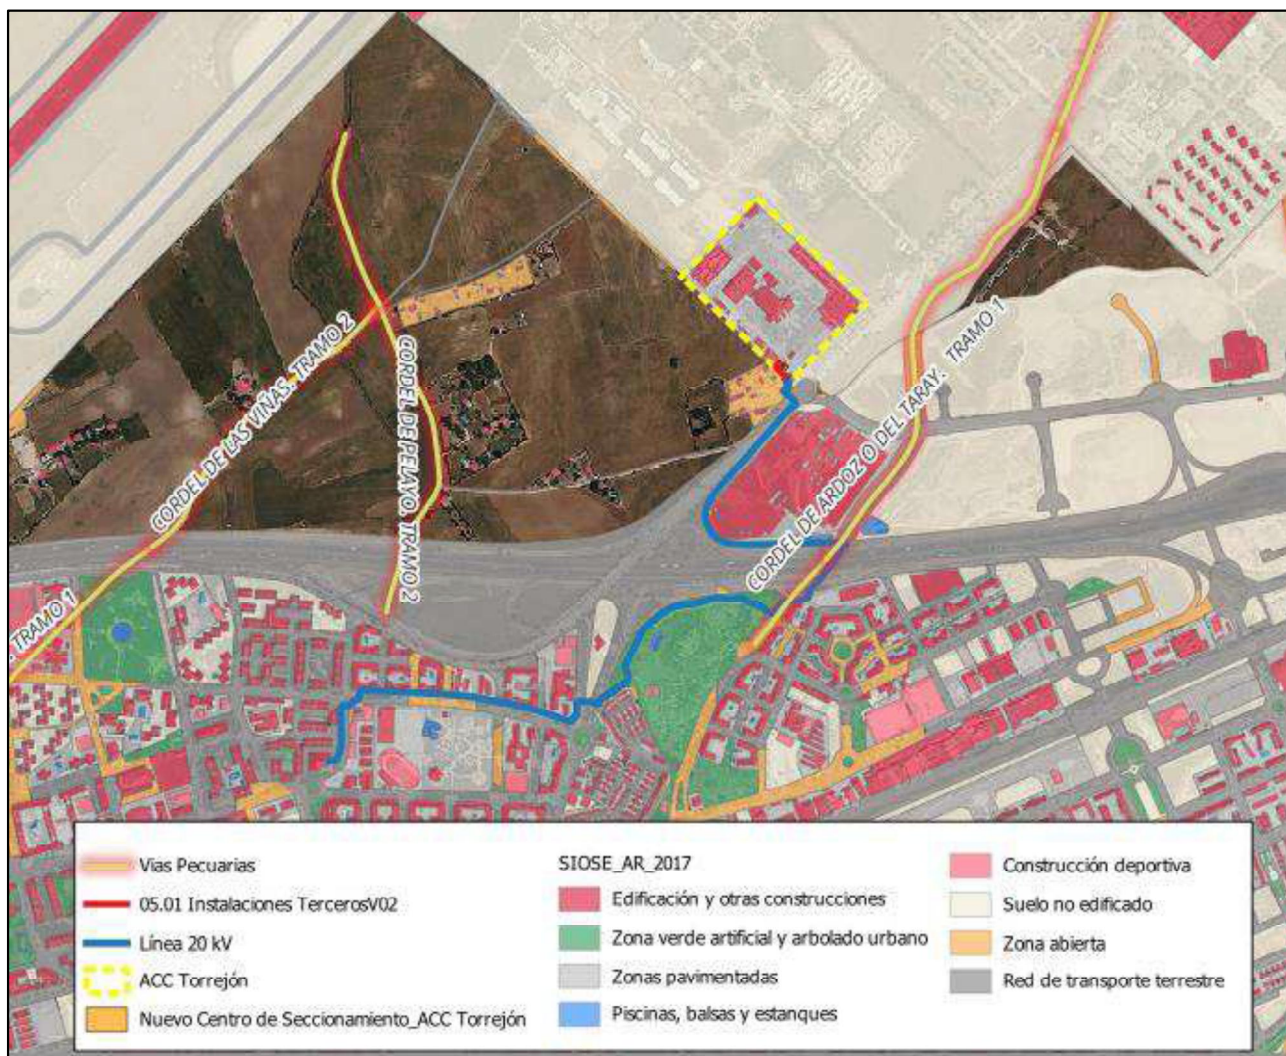 CORDEL DE LAS VIÑAS. TRAMO 2
CORDEL DE PELAYO. TRAMO 2
CORDEL DE ARDOZ O DEL TARAY. TRAMO 1
. TRAMO 1
Vias Pecuarias
05.01 Instalaciones TercerosV02
Línea 20 kV
ACC Torrejón
Nuevo Centro de Seccionamiento_ACC Torrejón
SIOSE_AR_2017
Edificación y otras construcciones
Zona verde artificial y arbolado urbano
Zonas pavimentadas
Piscinas, balsas y estanques
Construcción deportiva
Suelo no edificado
Zona abierta
Red de transporte terrestre